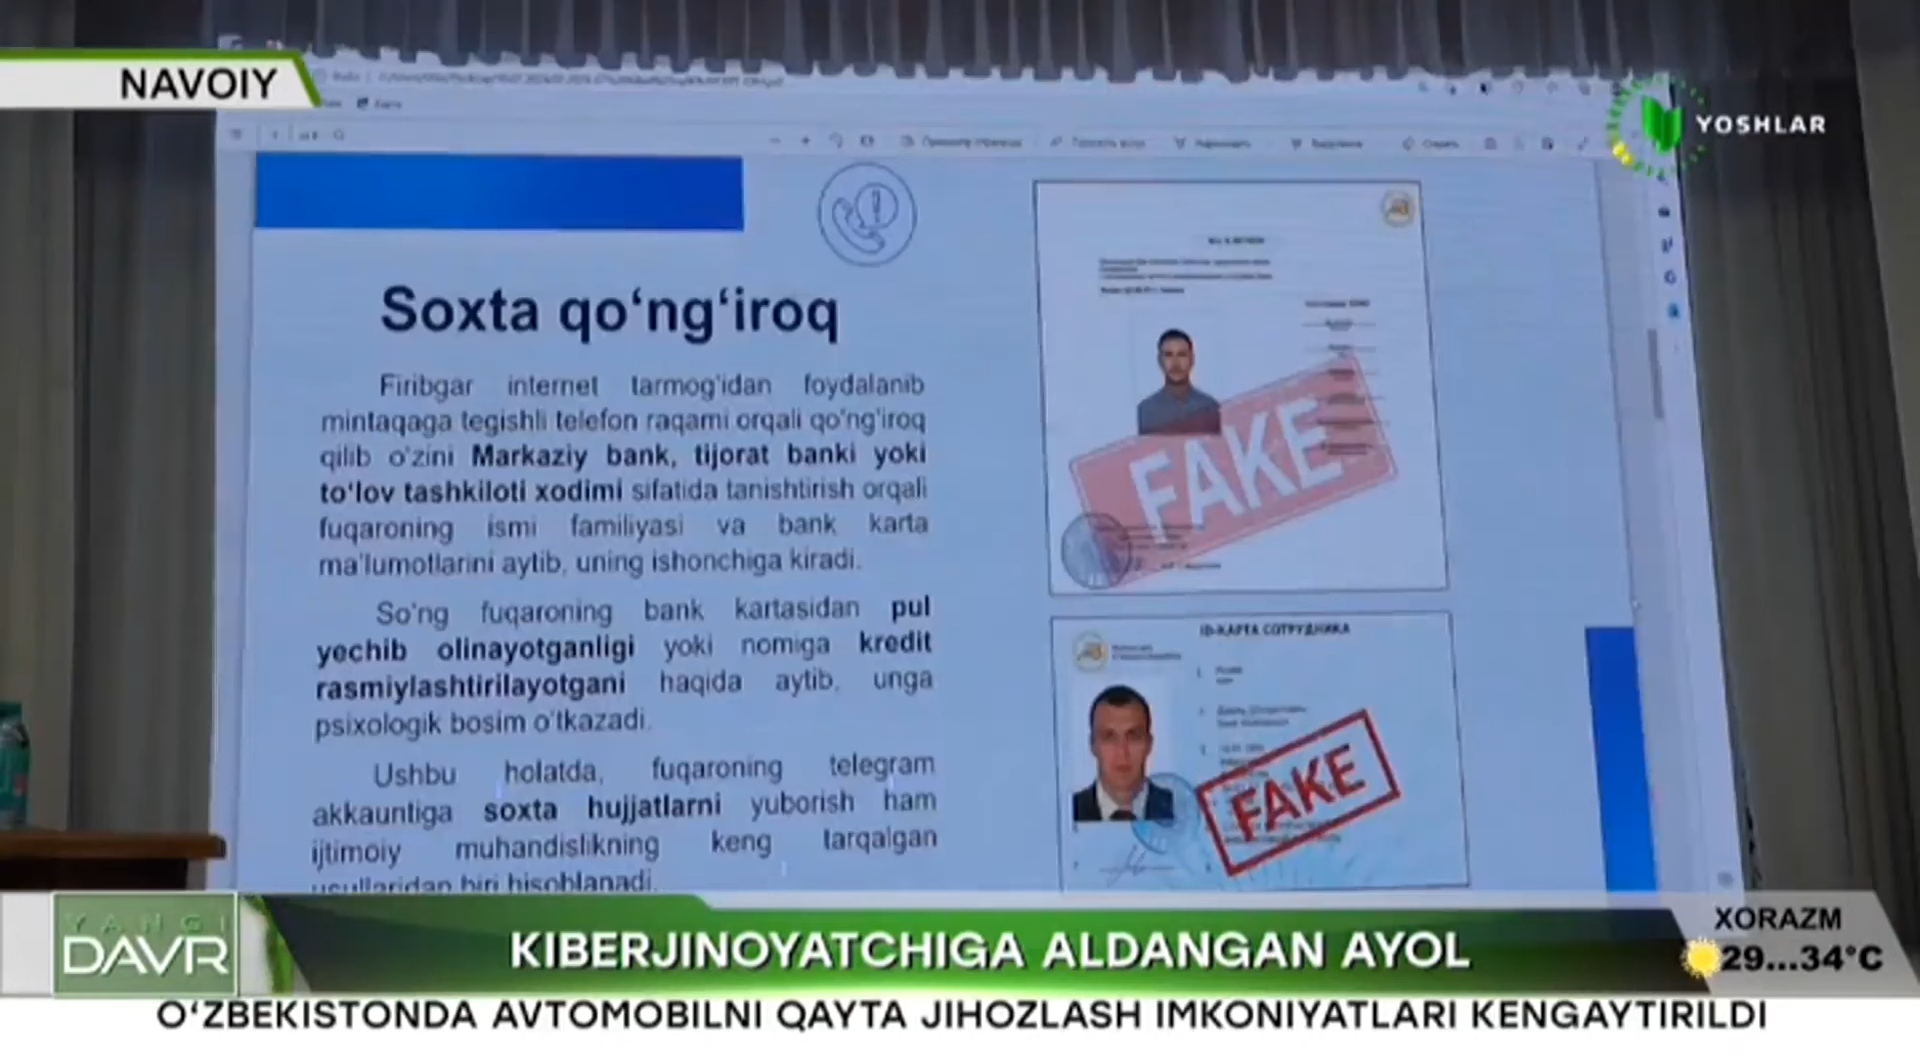 NAVOIY
YOSHLAR
Soxta qo‘ng‘iroq
Firibgar internet tarmog'idan foydalanib
mintaqaga tegishli telefon raqami orqali qo'ng'iroq
qilib o'zini Markaziy bank, tijorat banki yoki
to'lov tashkiloti xodimi sifatida tanishtirish orqali
fuqaroning ismi familiyasi va bank karta
ma'lumotlarini aytib, uning ishonchiga kiradi.
So'ng fuqaroning bank kartasidan pul
yechib olinayotganligi yoki nomiga kredit
rasmiylashtirilayotgani haqida aytib, unga
psixologik bosim o'tkazadi.
Ushbu holatda, fuqaroning telegram
akkauntiga soxta hujjatlarni yuborish ham
ijtimoiy muhandislikning keng tarqalgan
usullaridan biri hisoblanadi.
FAKE
ID-КАРТА СОТРУДНИКА
FAKE
YANGI
DAVR
KIBERJINOYATCHIGA ALDANGAN AYOL
XORAZM
29...34°C
O‘ZBEKISTONDA AVTOMOBILNI QAYTA JIHOZLASH IMKONIYATLARI KENGAYTIRILDI